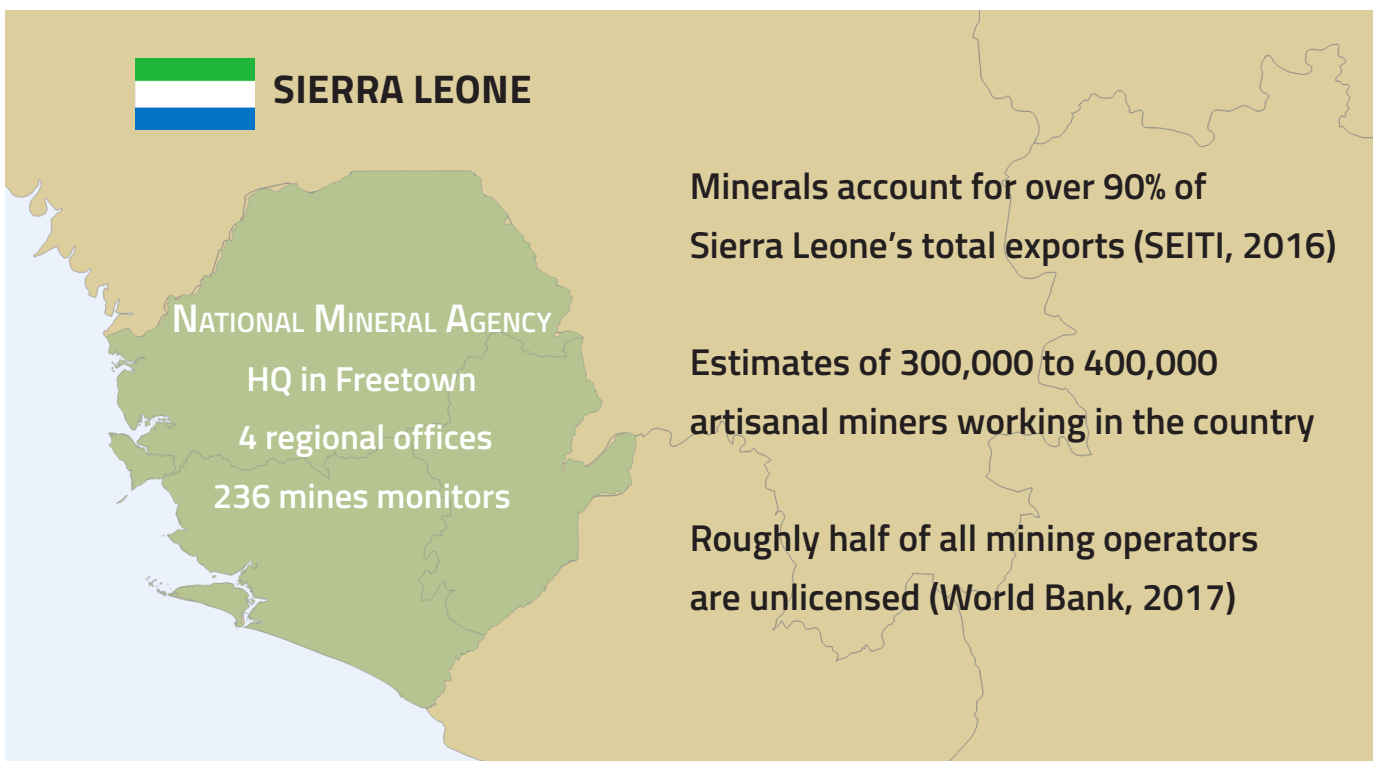 SIERRA LEONE
Minerals account for over 90% of
Sierra Leone's total exports (SEITI, 2016)
National Mineral Agency
HQ in Freetown
4 regional offices
236 mines monitors
Estimates of 300,000 to 400,000
artisanal miners working in the country
Roughly half of all mining operators
are unlicensed (World Bank, 2017)